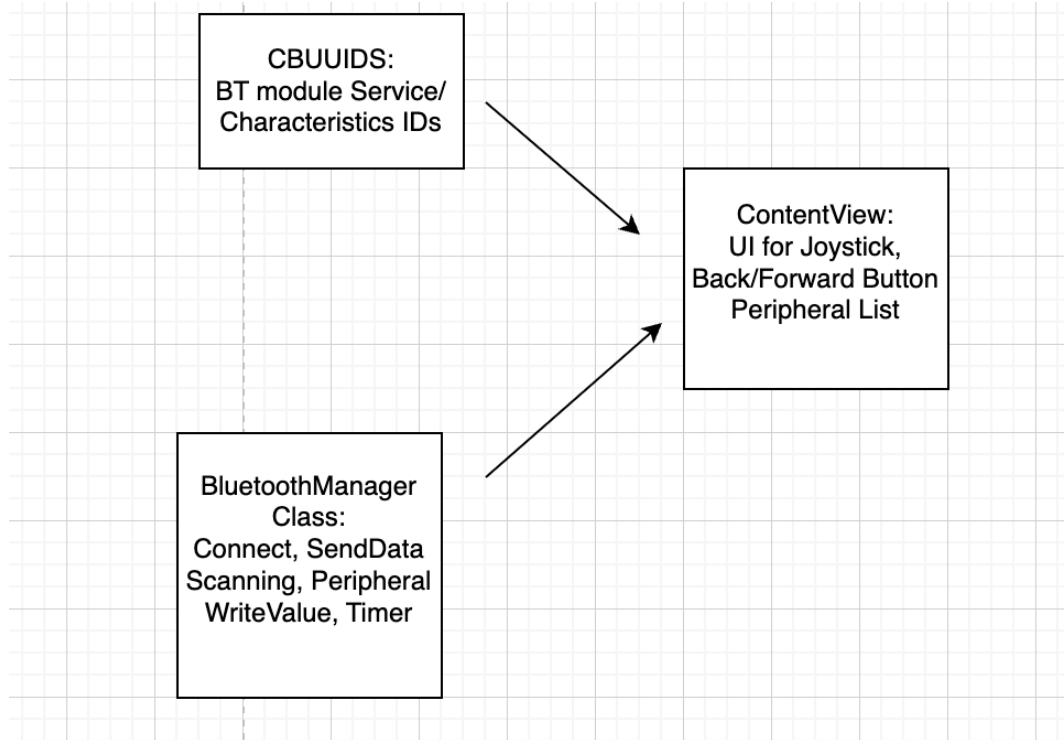 CBUUIDS:
BT module Service/
Characteristics IDs
ContentView:
UI for Joystick,
Back/Forward Button
Peripheral List
BluetoothManager
Class:
Connect, SendData
Scanning, Peripheral
WriteValue, Timer